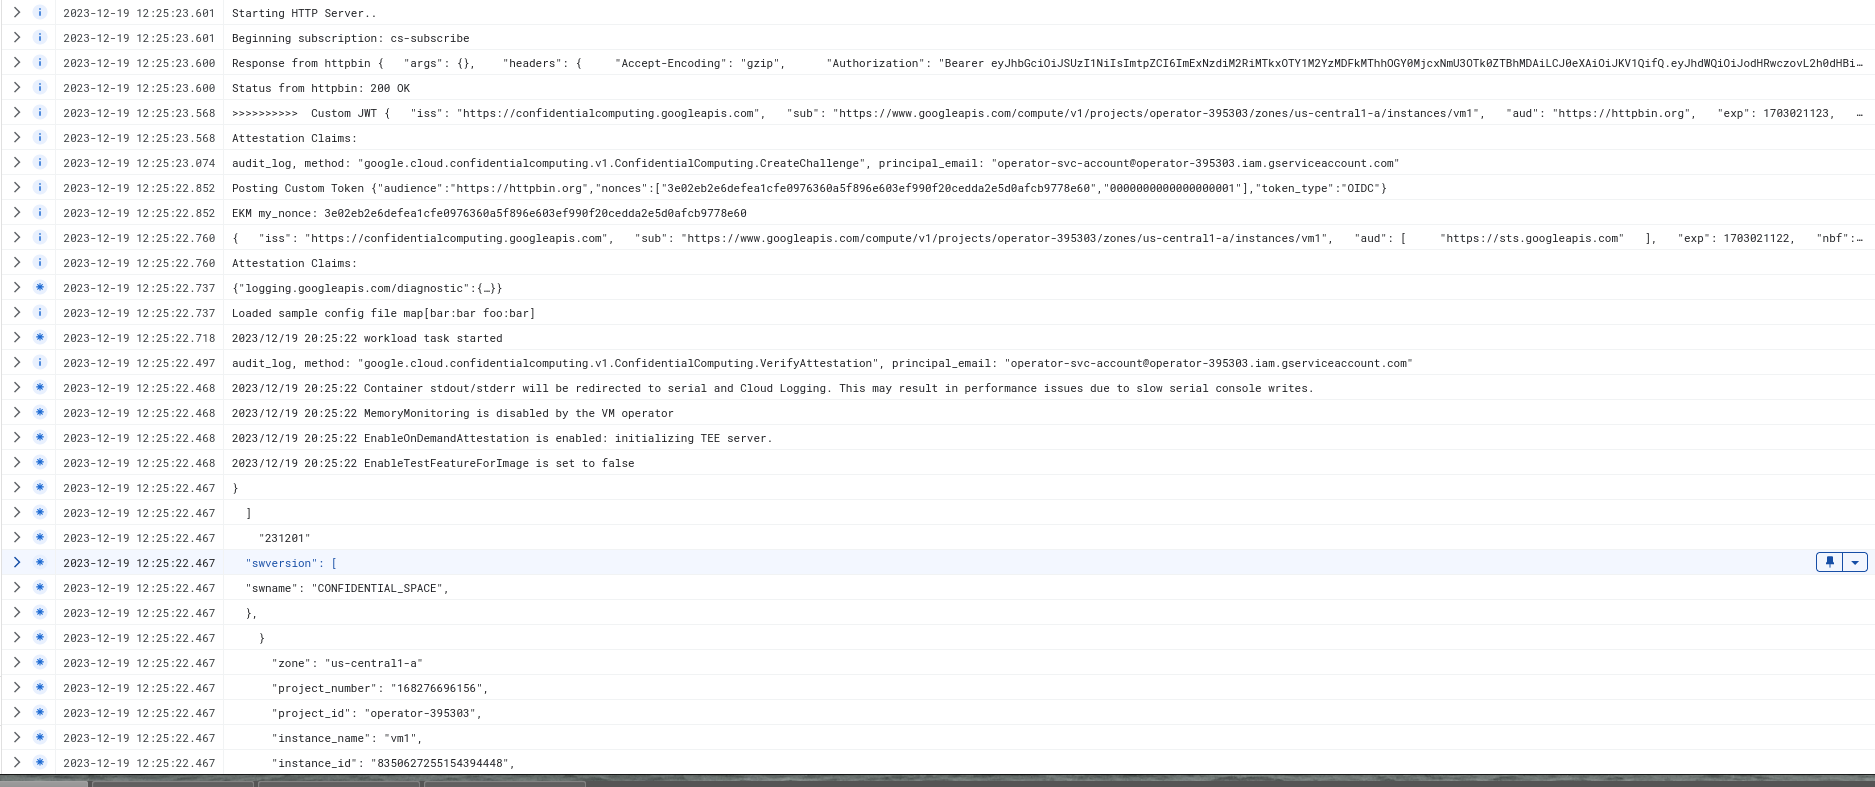 2023-12-19 12:25:23.601 Starting HTTP Server..
2023-12-19 12:25:23.601 Beginning subscription: cs-subscribe
2023-12-19 12:25:23.600 Response from httpbin { "args": {}, "headers": { "Accept-Encoding": "gzip", "Authorization": "Bearer eyJhbGciOiJSUzI1NiIsImtpZCI6ImExNzdiM2RiMTkxOTY1M2YzMDFkMThhOGY0MjcxNmU3OTk0ZTBhMDAiLCJ0eXAiOiJKV1QifQ.eyJhdWQiOiJodHRwczovL2h0dHBi…
2023-12-19 12:25:23.600 Status from httpbin: 200 OK
2023-12-19 12:25:23.568 >>>>>>>>>> Custom JWT { "iss": "https://confidentialcomputing.googleapis.com", "sub": "https://www.googleapis.com/compute/v1/projects/operator-395303/zones/us-central1-a/instances/vm1", "aud": "https://httpbin.org", "exp": 1703021123, …
2023-12-19 12:25:23.568 Attestation Claims:
2023-12-19 12:25:23.074 audit_log, method: "google.cloud.confidentialcomputing.v1.ConfidentialComputing.CreateChallenge", principal_email: "operator-svc-account@operator-395303.iam.gserviceaccount.com"
2023-12-19 12:25:22.852 Posting Custom Token {"audience":"https://httpbin.org","nonces":["3e02eb2e6defea1cfe0976360a5f896e603ef990f20cedda2e5d0afcb9778e60","0000000000000000001"],"token_type":"OIDC"}
2023-12-19 12:25:22.852 EKM my_nonce: 3e02eb2e6defea1cfe0976360a5f896e603ef990f20cedda2e5d0afcb9778e60
2023-12-19 12:25:22.760 { "iss": "https://confidentialcomputing.googleapis.com", "sub": "https://www.googleapis.com/compute/v1/projects/operator-395303/zones/us-central1-a/instances/vm1", "aud": [ "https://sts.googleapis.com" ], "exp": 1703021122, "nbf":…
2023-12-19 12:25:22.760 Attestation Claims:
2023-12-19 12:25:22.737 {"logging.googleapis.com/diagnostic":{…}}
2023-12-19 12:25:22.737 Loaded sample config file map[bar:bar foo:bar]
2023-12-19 12:25:22.718 2023/12/19 20:25:22 workload task started
2023-12-19 12:25:22.497 audit_log, method: "google.cloud.confidentialcomputing.v1.ConfidentialComputing.VerifyAttestation", principal_email: "operator-svc-account@operator-395303.iam.gserviceaccount.com"
2023-12-19 12:25:22.468 2023/12/19 20:25:22 Container stdout/stderr will be redirected to serial and Cloud Logging. This may result in performance issues due to slow serial console writes.
2023-12-19 12:25:22.468 2023/12/19 20:25:22 MemoryMonitoring is disabled by the VM operator
2023-12-19 12:25:22.468 2023/12/19 20:25:22 EnableOnDemandAttestation is enabled: initializing TEE server.
2023-12-19 12:25:22.468 2023/12/19 20:25:22 EnableTestFeatureForImage is set to false
2023-12-19 12:25:22.467 }
2023-12-19 12:25:22.467 ]
2023-12-19 12:25:22.467 "231201"
2023-12-19 12:25:22.467 "swversion": [
2023-12-19 12:25:22.467 "swname": "CONFIDENTIAL_SPACE",
2023-12-19 12:25:22.467 },
2023-12-19 12:25:22.467 }
2023-12-19 12:25:22.467 "zone": "us-central1-a"
2023-12-19 12:25:22.467 "project_number": "168276696156",
2023-12-19 12:25:22.467 "project_id": "operator-395303",
2023-12-19 12:25:22.467 "instance_name": "vm1",
2023-12-19 12:25:22.467 "instance_id": "8350627255154394448",